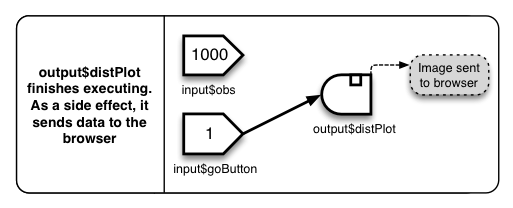 output$distPlot
finishes executing.
As a side effect, it
sends data to the
browser
1000
input$obs
1
input$goButton
output$distPlot
Image sent
to browser